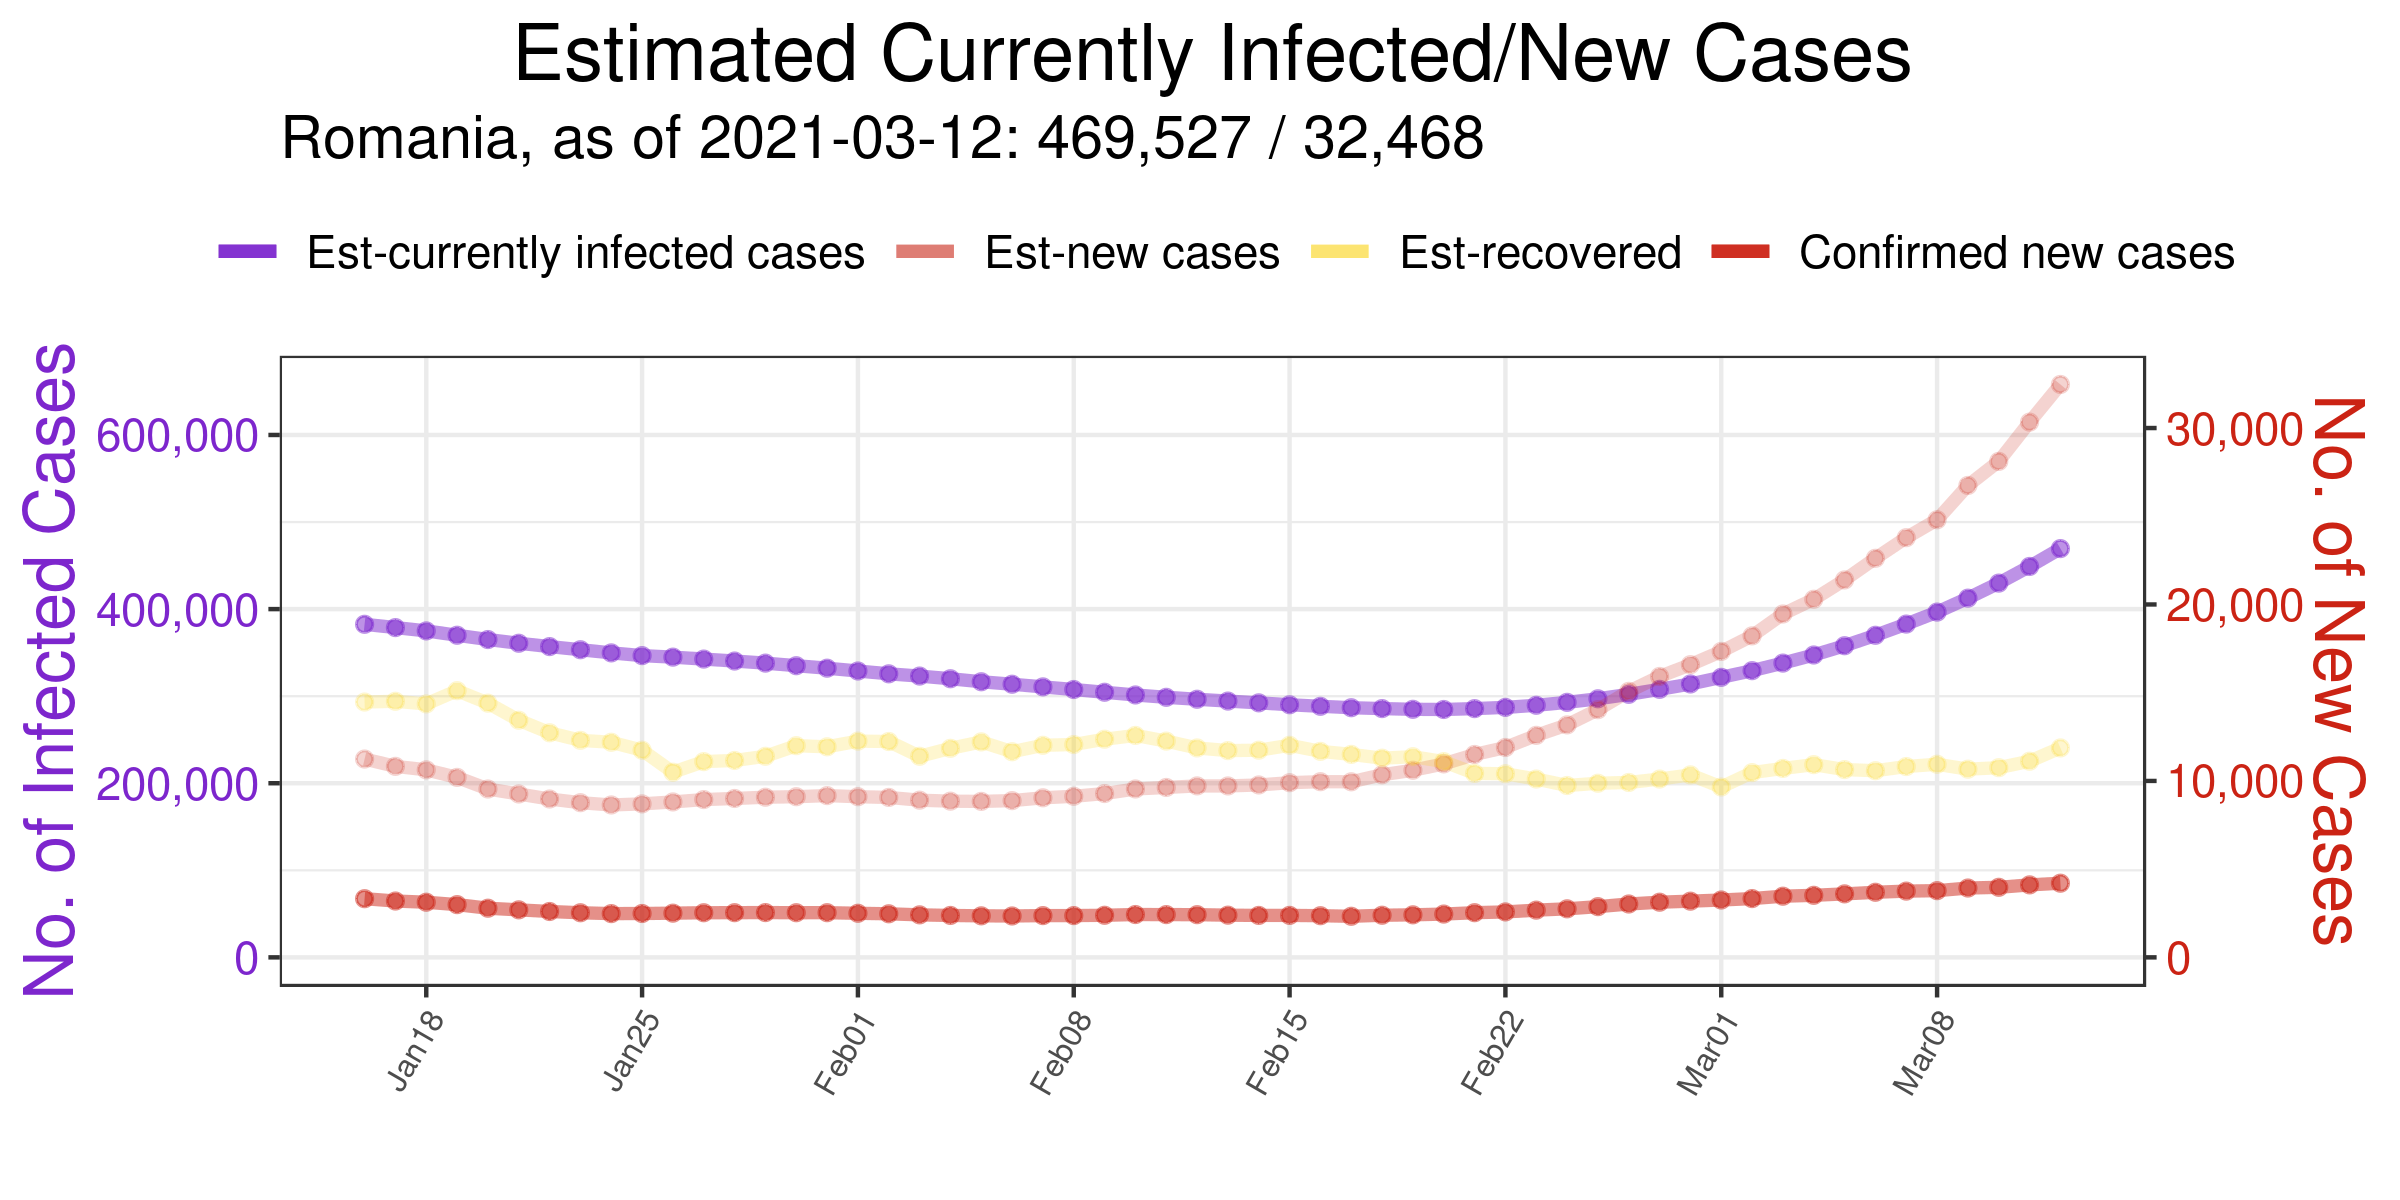 Estimated Currently Infected/New Cases
Romania, as of 2021-03-12: 469,527 / 32,468
Est-currently infected cases Est-new cases Est-recovered Confirmed new cases
No. of Infected Cases
600,000
400,000
200,000
0
30,000
20,000
10,000
0
No. of New Cases
Jan18 Jan25 Feb01 Feb08 Feb15 Feb22 Mar01 Mar08